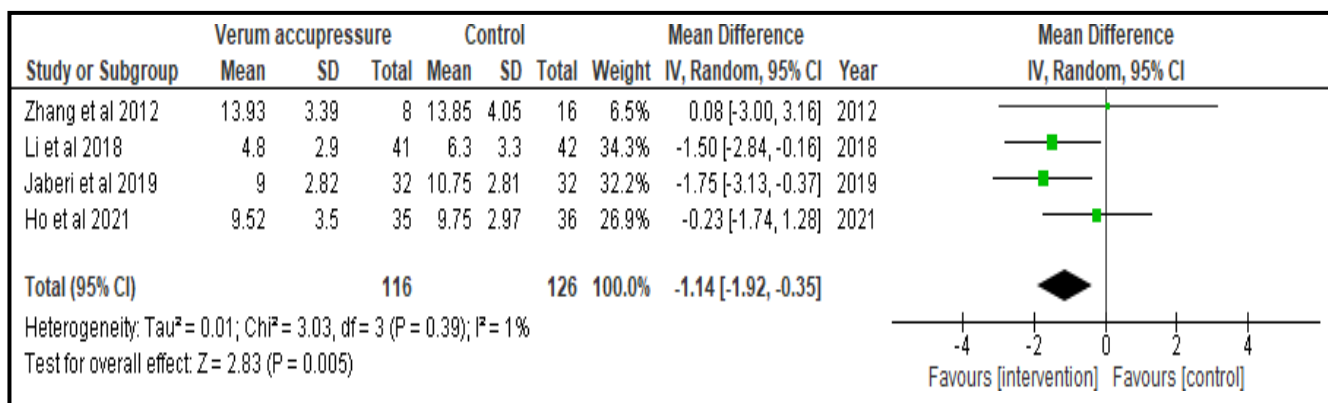 Verum accupressure Control Mean Difference Mean Difference
Study or Subgroup Mean SD Total Mean SD Total Weight IV, Random, 95% CI Year IV, Random, 95% CI
Zhang et al 2012 13.93 3.39 8 13.85 4.05 16 6.5% 0.08 [-3.00, 3.16] 2012
Li et al 2018 4.8 2.9 41 6.3 3.3 42 34.3% -1.50 [-2.84, -0.16] 2018
Jaberi et al 2019 9 2.82 32 10.75 2.81 32 32.2% -1.75 [-3.13, -0.37] 2019
Ho et al 2021 9.52 3.5 35 9.75 2.97 36 26.9% -0.23 [-1.74, 1.28] 2021
Total (95% CI) 116 126 100.0% -1.14 [-1.92, -0.35]
Heterogeneity: Tau² = 0.01; Chi² = 3.03, df = 3 (P = 0.39); I² = 1%
Test for overall effect: Z = 2.83 (P = 0.005)
-4 -2 0 2 4
Favours [intervention] Favours [control]